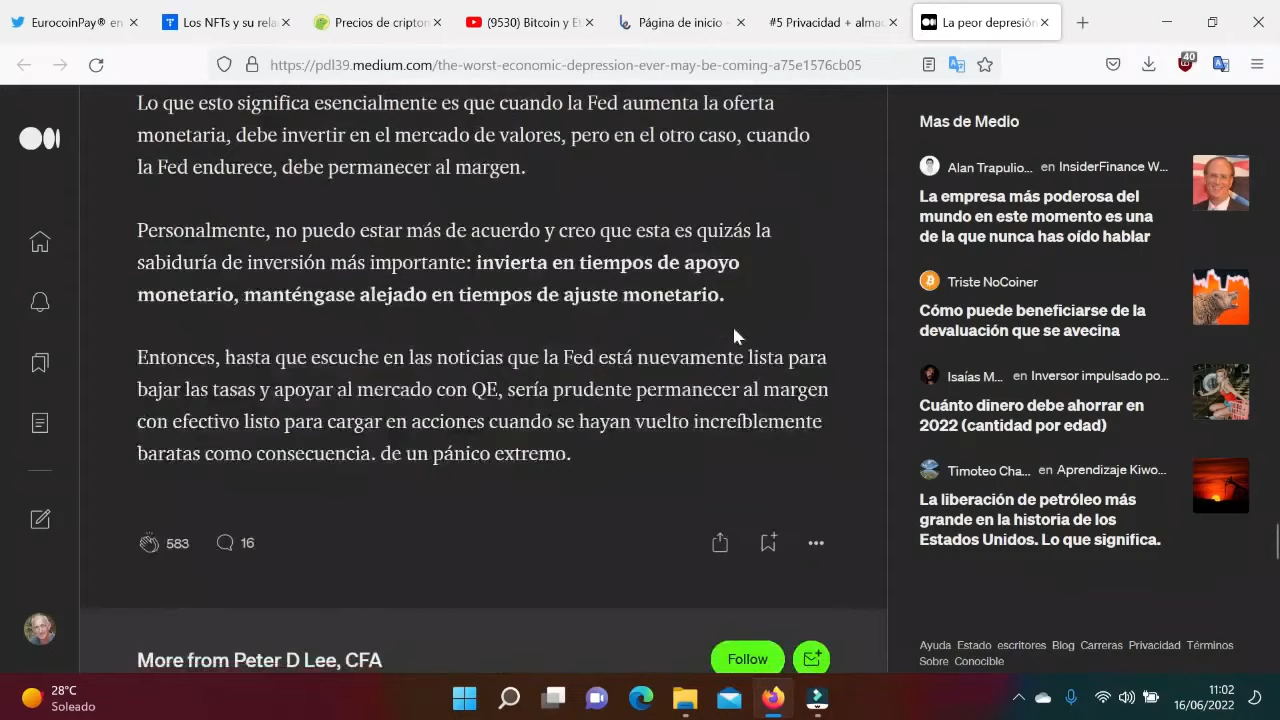 EurocoinPay® en
Los NFTs y su rela
Precios de cripton
(9530) Bitcoin y E
Página de inicio -
#5 Privacidad + alma
La peor depresión
https://pdl39.medium.com/the-worst-economic-depression-ever-may-be-coming-a75e1576cb05
40
Lo que esto significa esencialmente es que cuando la Fed aumenta la oferta
monetaria, debe invertir en el mercado de valores, pero en el otro caso, cuando
la Fed endurece, debe permanecer al margen.
Personalmente, no puedo estar más de acuerdo y creo que esta es quizás la
sabiduría de inversión más importante: invierta en tiempos de apoyo
monetario, manténgase alejado en tiempos de ajuste monetario.
Entonces, hasta que escuche en las noticias que la Fed está nuevamente lista para
bajar las tasas y apoyar al mercado con QE, sería prudente permanecer al margen
con efectivo listo para cargar en acciones cuando se hayan vuelto increíblemente
baratas como consecuencia. de un pánico extremo.
583
16
More from Peter D Lee, CFA
Follow
Mas de Medio
Alan Trapulio... en InsiderFinance W...
La empresa más poderosa del
mundo en este momento es una
de la que nunca has oído hablar
Triste NoCoiner
Cómo puede beneficiarse de la
devaluación que se avecina
Isaías M... en Inversor impulsado po...
Cuánto dinero debe ahorrar en
2022 (cantidad por edad)
Timoteo Cha... en Aprendizaje Kiwo...
La liberación de petróleo más
grande en la historia de los
Estados Unidos. Lo que significa.
Ayuda Estado escritores Blog Carreras Privacidad Términos
Sobre Conocible
28°C
Soleado
11:02
16/06/2022